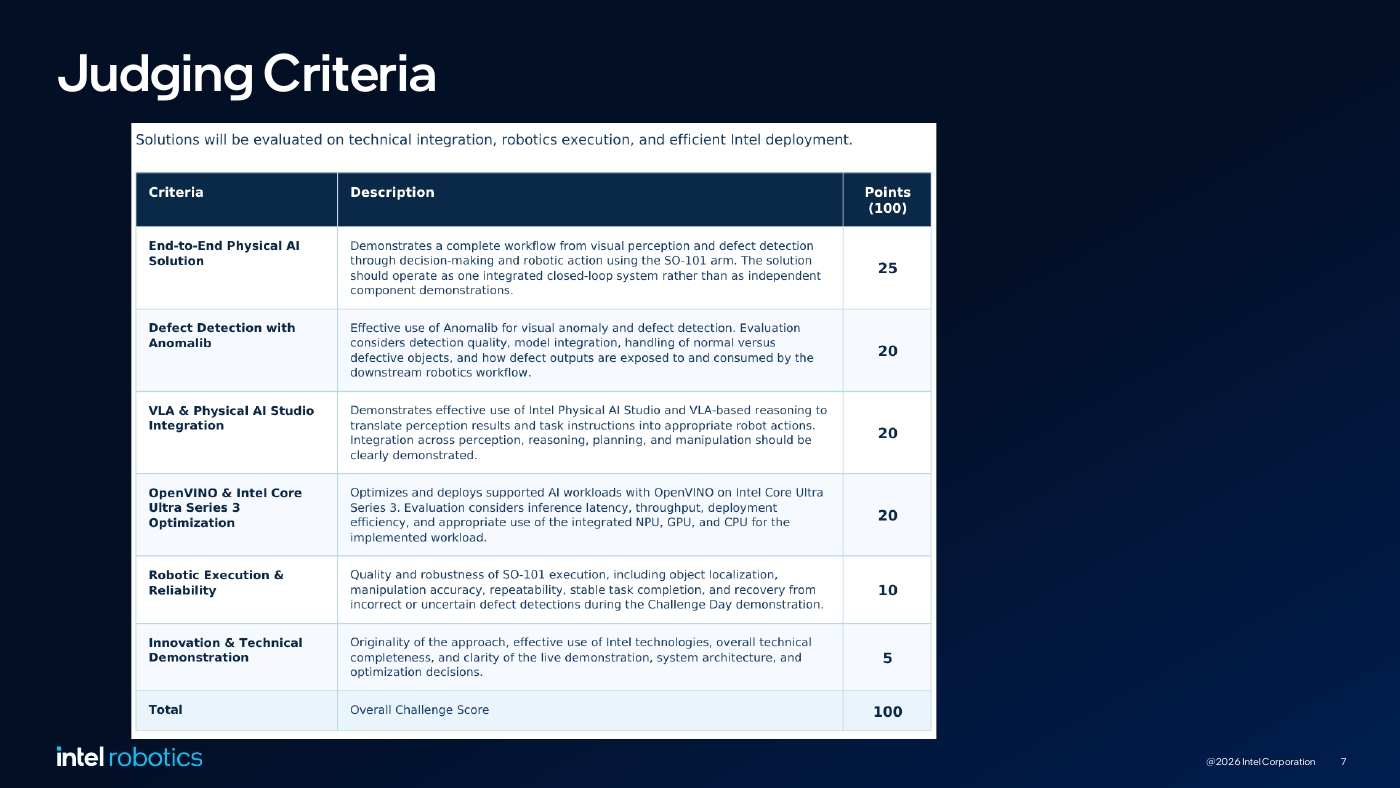 Judging Criteria
Solutions will be evaluated on technical integration, robotics execution, and efficient Intel deployment.
Criteria
Description
Points
(100)
End-to-End Physical AI
Solution
Demonstrates a complete workflow from visual perception and defect detection
through decision-making and robotic action using the SO-101 arm. The solution
should operate as one integrated closed-loop system rather than as independent
component demonstrations.
25
Defect Detection with
Anomalib
Effective use of Anomalib for visual anomaly and defect detection. Evaluation
considers detection quality, model integration, handling of normal versus
defective objects, and how defect outputs are exposed to and consumed by the
downstream robotics workflow.
20
VLA & Physical AI Studio
Integration
Demonstrates effective use of Intel Physical AI Studio and VLA-based reasoning to
translate perception results and task instructions into appropriate robot actions.
Integration across perception, reasoning, planning, and manipulation should be
clearly demonstrated.
20
OpenVINO & Intel Core
Ultra Series 3
Optimization
Optimizes and deploys supported AI workloads with OpenVINO on Intel Core Ultra
Series 3. Evaluation considers inference latency, throughput, deployment
efficiency, and appropriate use of the integrated NPU, GPU, and CPU for the
implemented workload.
20
Robotic Execution &
Reliability
Quality and robustness of SO-101 execution, including object localization,
manipulation accuracy, repeatability, stable task completion, and recovery from
incorrect or uncertain defect detections during the Challenge Day demonstration.
10
Innovation & Technical
Demonstration
Originality of the approach, effective use of Intel technologies, overall technical
completeness, and clarity of the live demonstration, system architecture, and
optimization decisions.
5
Total
Overall Challenge Score
100
intel robotics
@2026 Intel Corporation
7